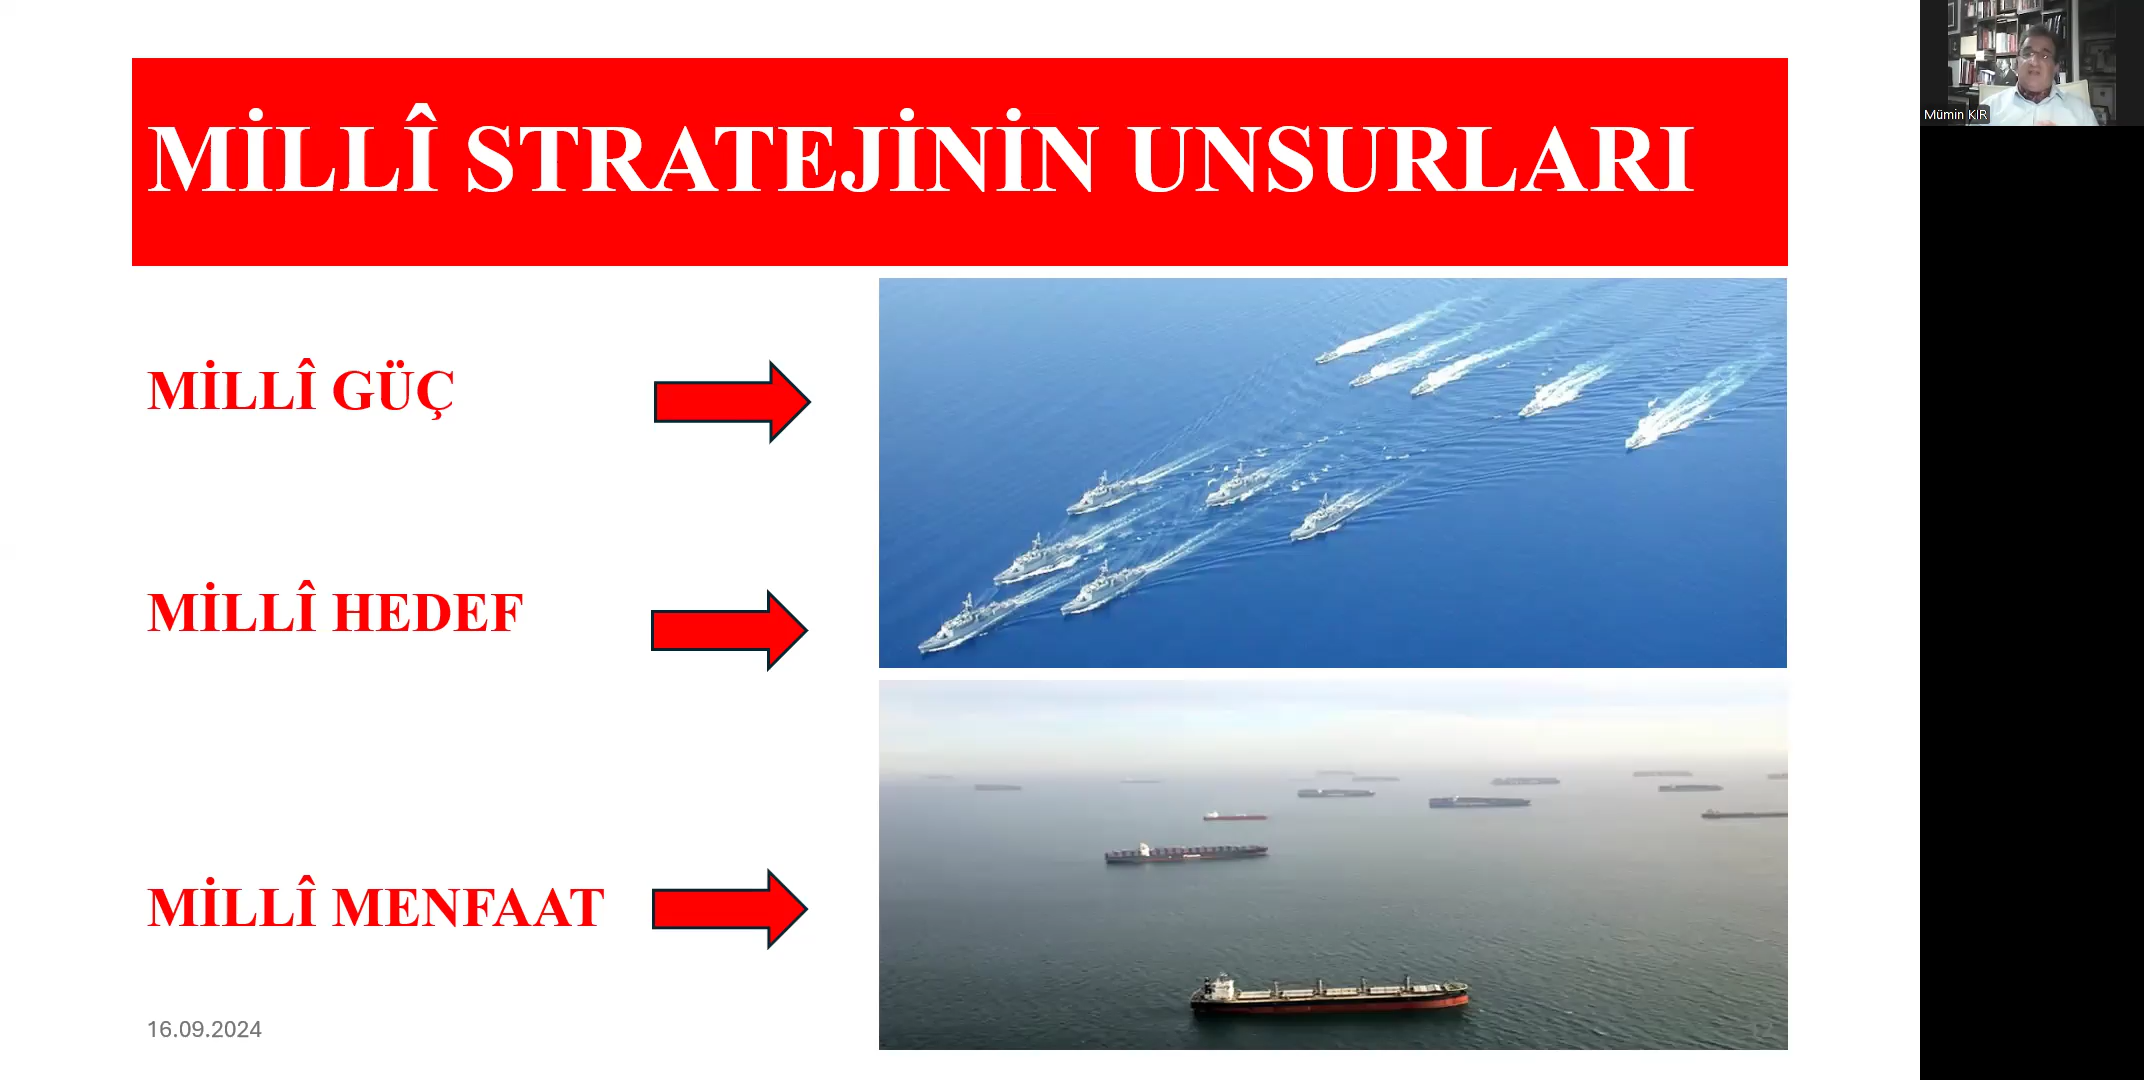 MİLLÎ STRATEJİNİN UNSURLARI
MİLLÎ GÜÇ
MİLLÎ HEDEF
MİLLÎ MENFAAT
16.09.2024
Mümin KIR